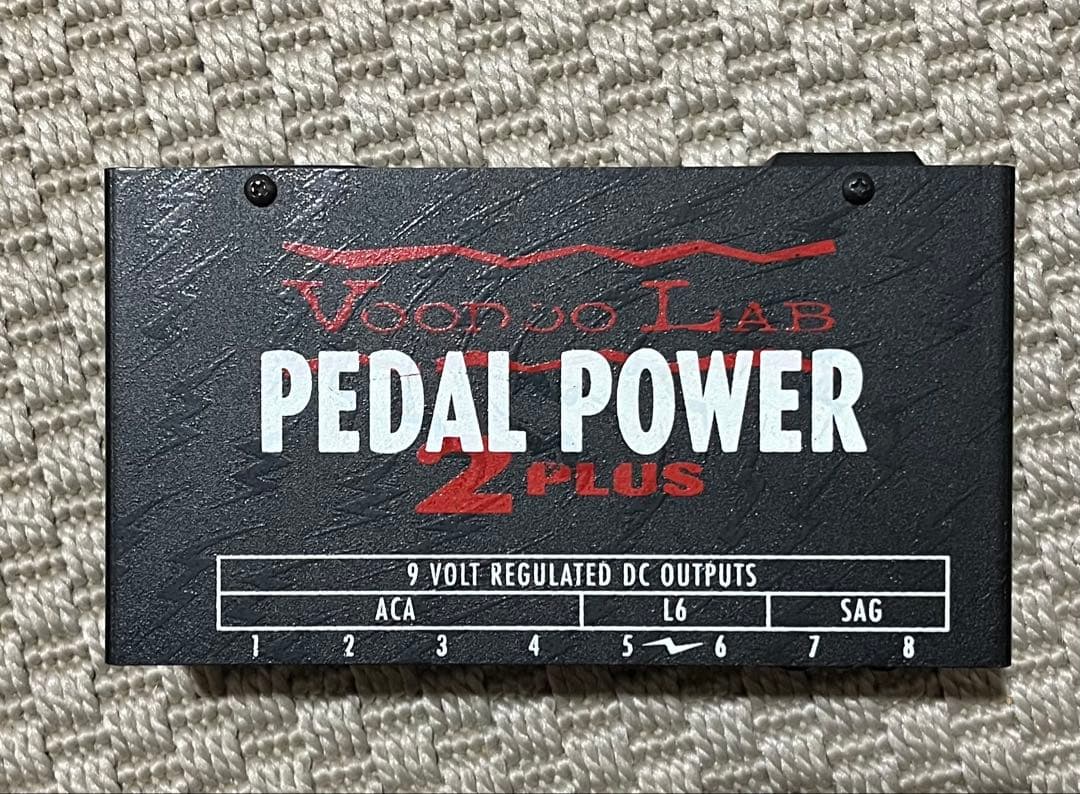 VOODOO LAB
PEDAL POWER
2 PLUS
9 VOLT REGULATED DC OUTPUTS
ACA L6 SAG
1 2 3 4 5 6 7 8